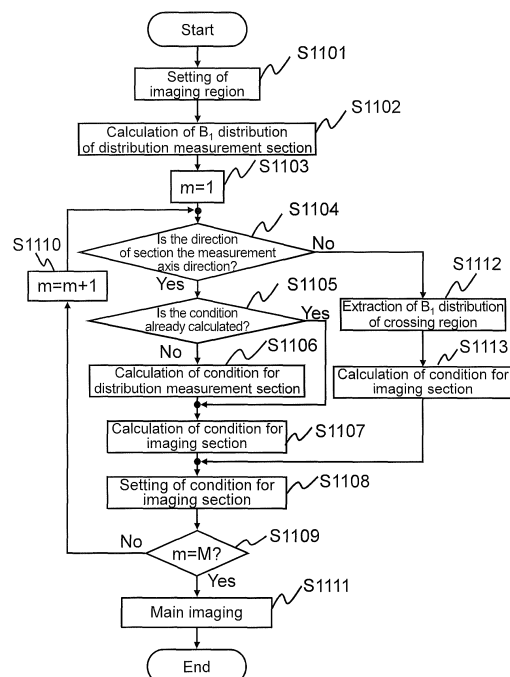 Start
S1101
Setting of
imaging region
S1102
Calculation of B1 distribution
of distribution measurement section
S1103
m=1
S1104
Is the direction
of section the measurement
axis direction?
No
Yes
S1110
m=m+1
S1105
Is the condition
already calculated?
Yes
No
S1112
Extraction of B1 distribution
of crossing region
S1106
Calculation of condition for
distribution measurement section
S1113
Calculation of condition for
imaging section
Calculation of condition for
imaging section
S1107
Setting of condition for
imaging section
S1108
No
m=M?
S1109
Yes
S1111
Main imaging
End